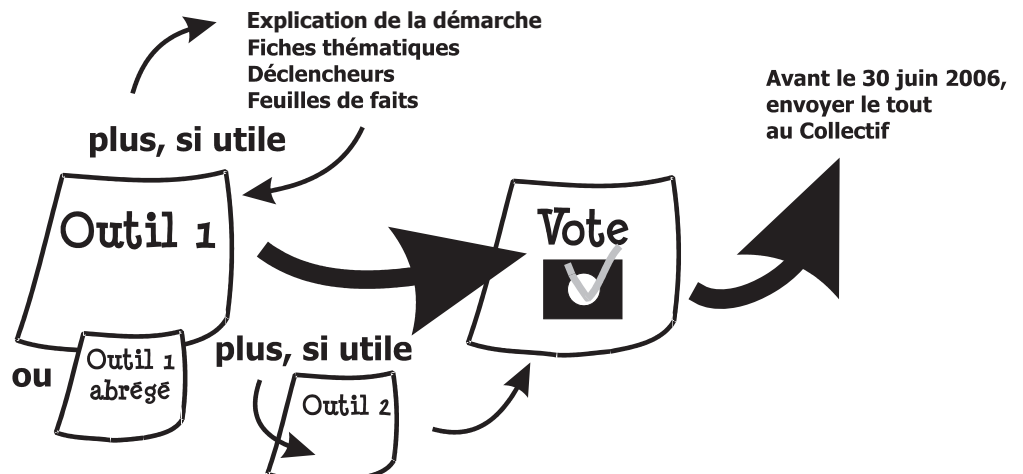 Explication de la démarche
Fiches thématiques
Déclencheurs
Feuilles de faits
Avant le 30 juin 2006,
envoyer le tout
au Collectif
plus, si utile
Outil 1
Vote
ou
Outil 1
abrégé
plus, si utile
Outil 2